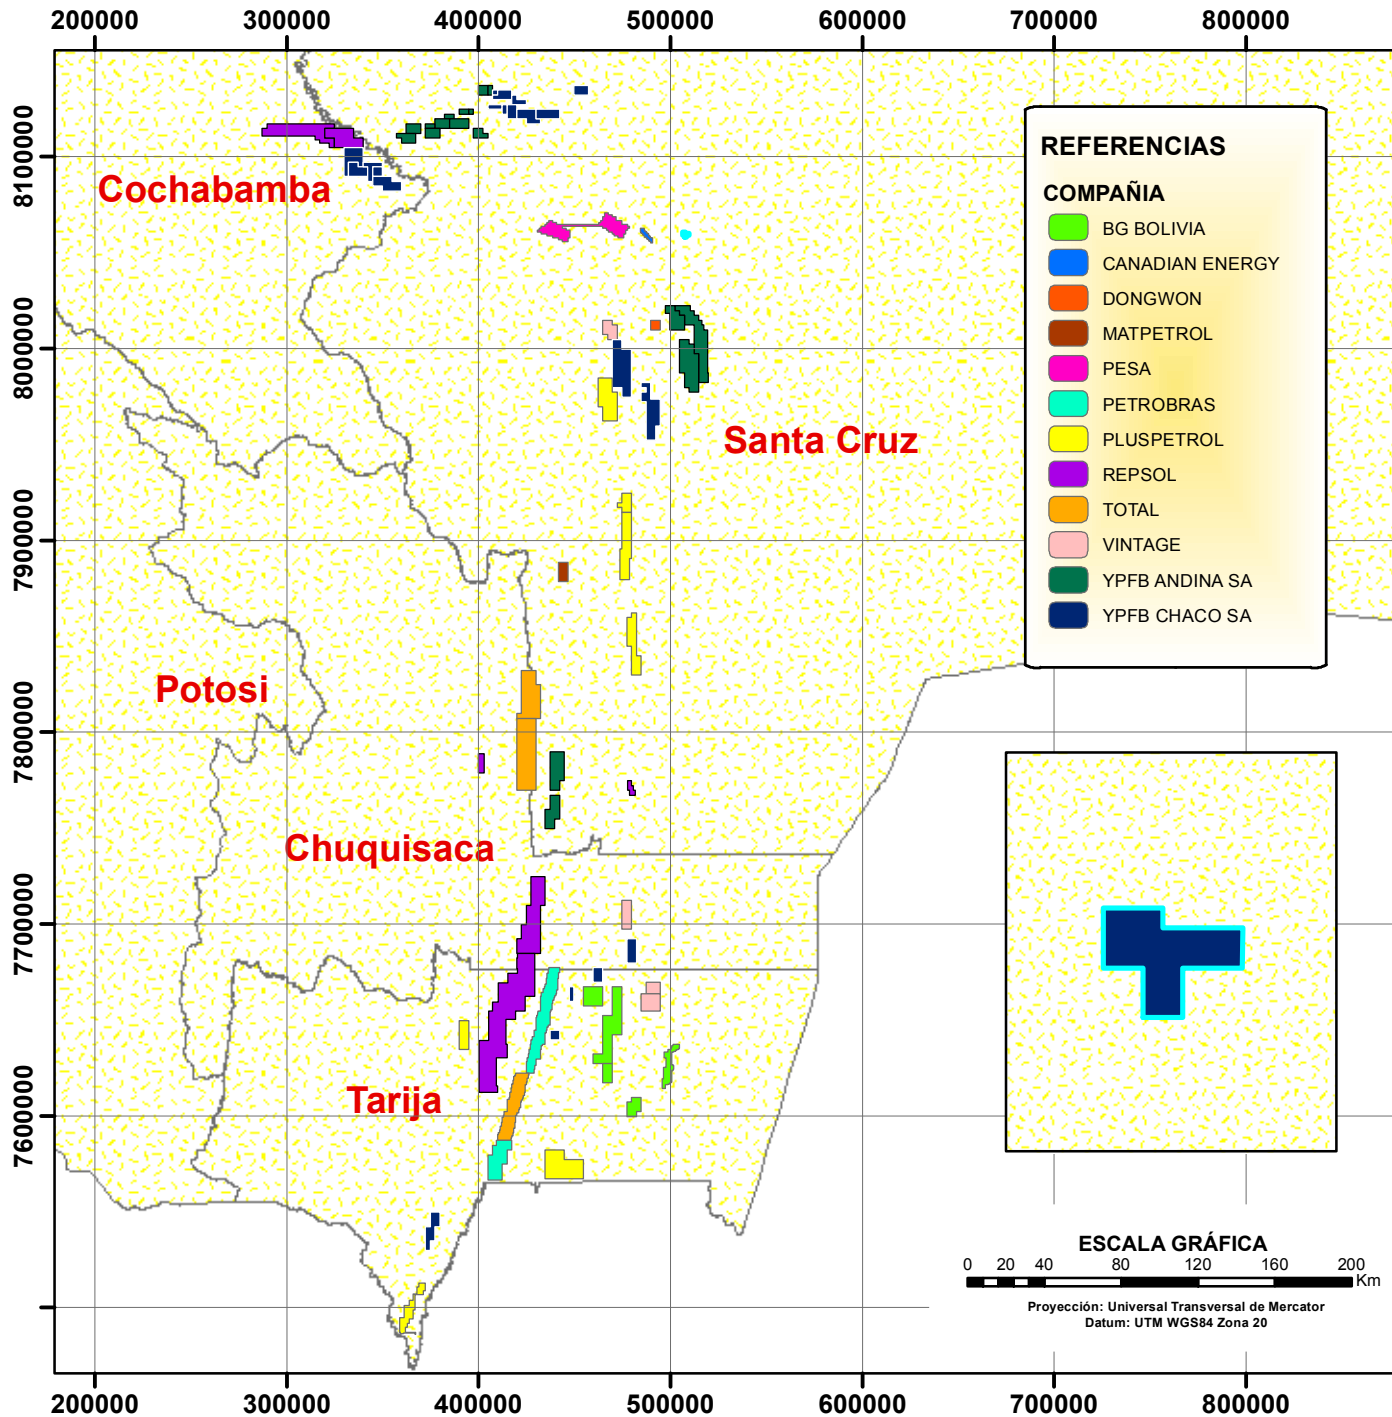 200000 300000 400000 500000 600000 700000 800000
8100000
8000000
7900000
7800000
7700000
7600000
Cochabamba
Santa Cruz
Potosi
Chuquisaca
Tarija
REFERENCIAS
COMPAÑIA
BG BOLIVIA
CANADIAN ENERGY
DONGWON
MATPETROL
PESA
PETROBRAS
PLUSPETROL
REPSOL
TOTAL
VINTAGE
YPFB ANDINA SA
YPFB CHACO SA
ESCALA GRÁFICA
0 20 40 80 120 160 200
Km
Proyección: Universal Transversal de Mercator
Datum: UTM WGS84 Zona 20
200000 300000 400000 500000 600000 700000 800000